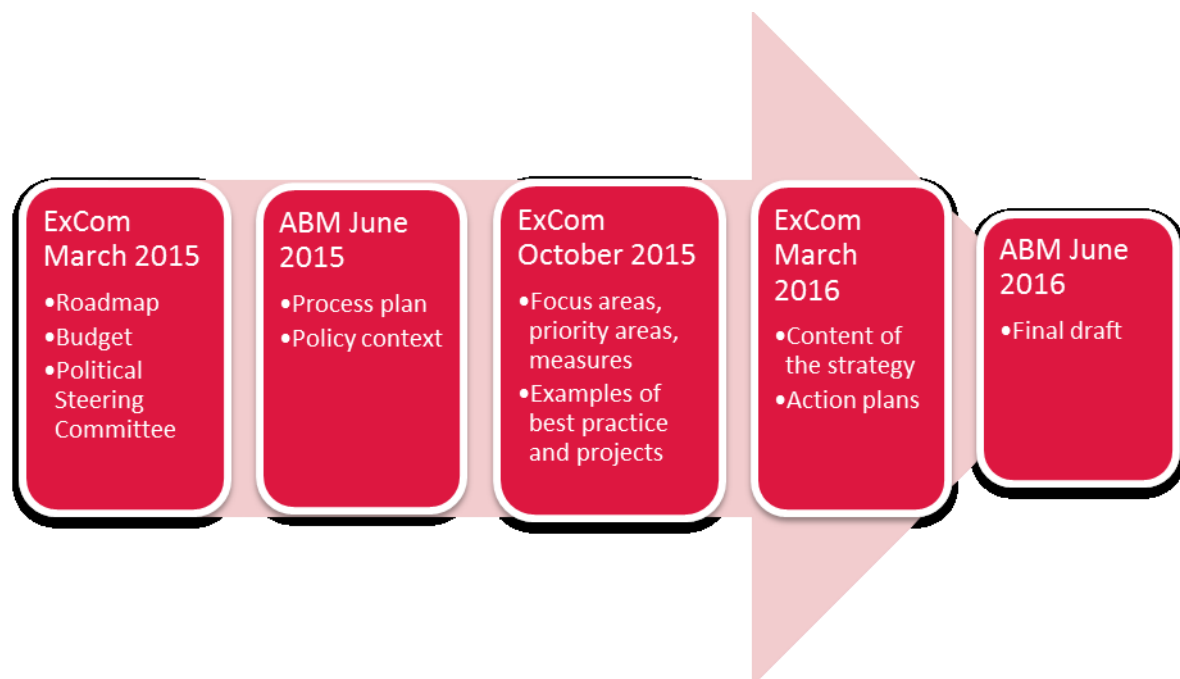 ExCom
March 2015
•Roadmap
•Budget
•Political
Steering
Committee
ABM June
2015
•Process plan
•Policy context
ExCom
October 2015
•Focus areas,
priority areas,
measures
•Examples of
best practice
and projects
ExCom
March
2016
•Content of
the strategy
•Action plans
ABM June
2016
•Final draft